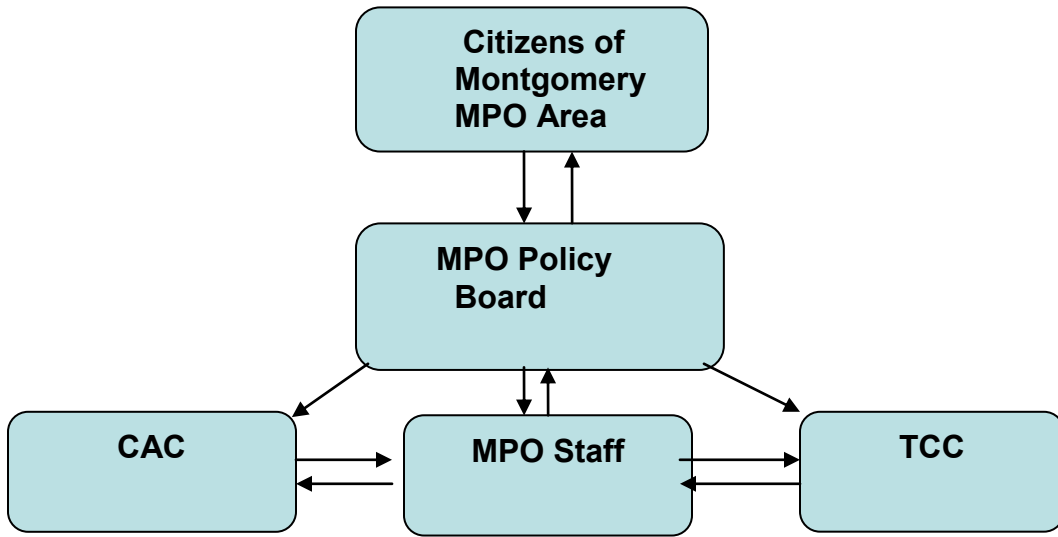 Citizens of
Montgomery
MPO Area
MPO Policy
Board
CAC
MPO Staff
TCC